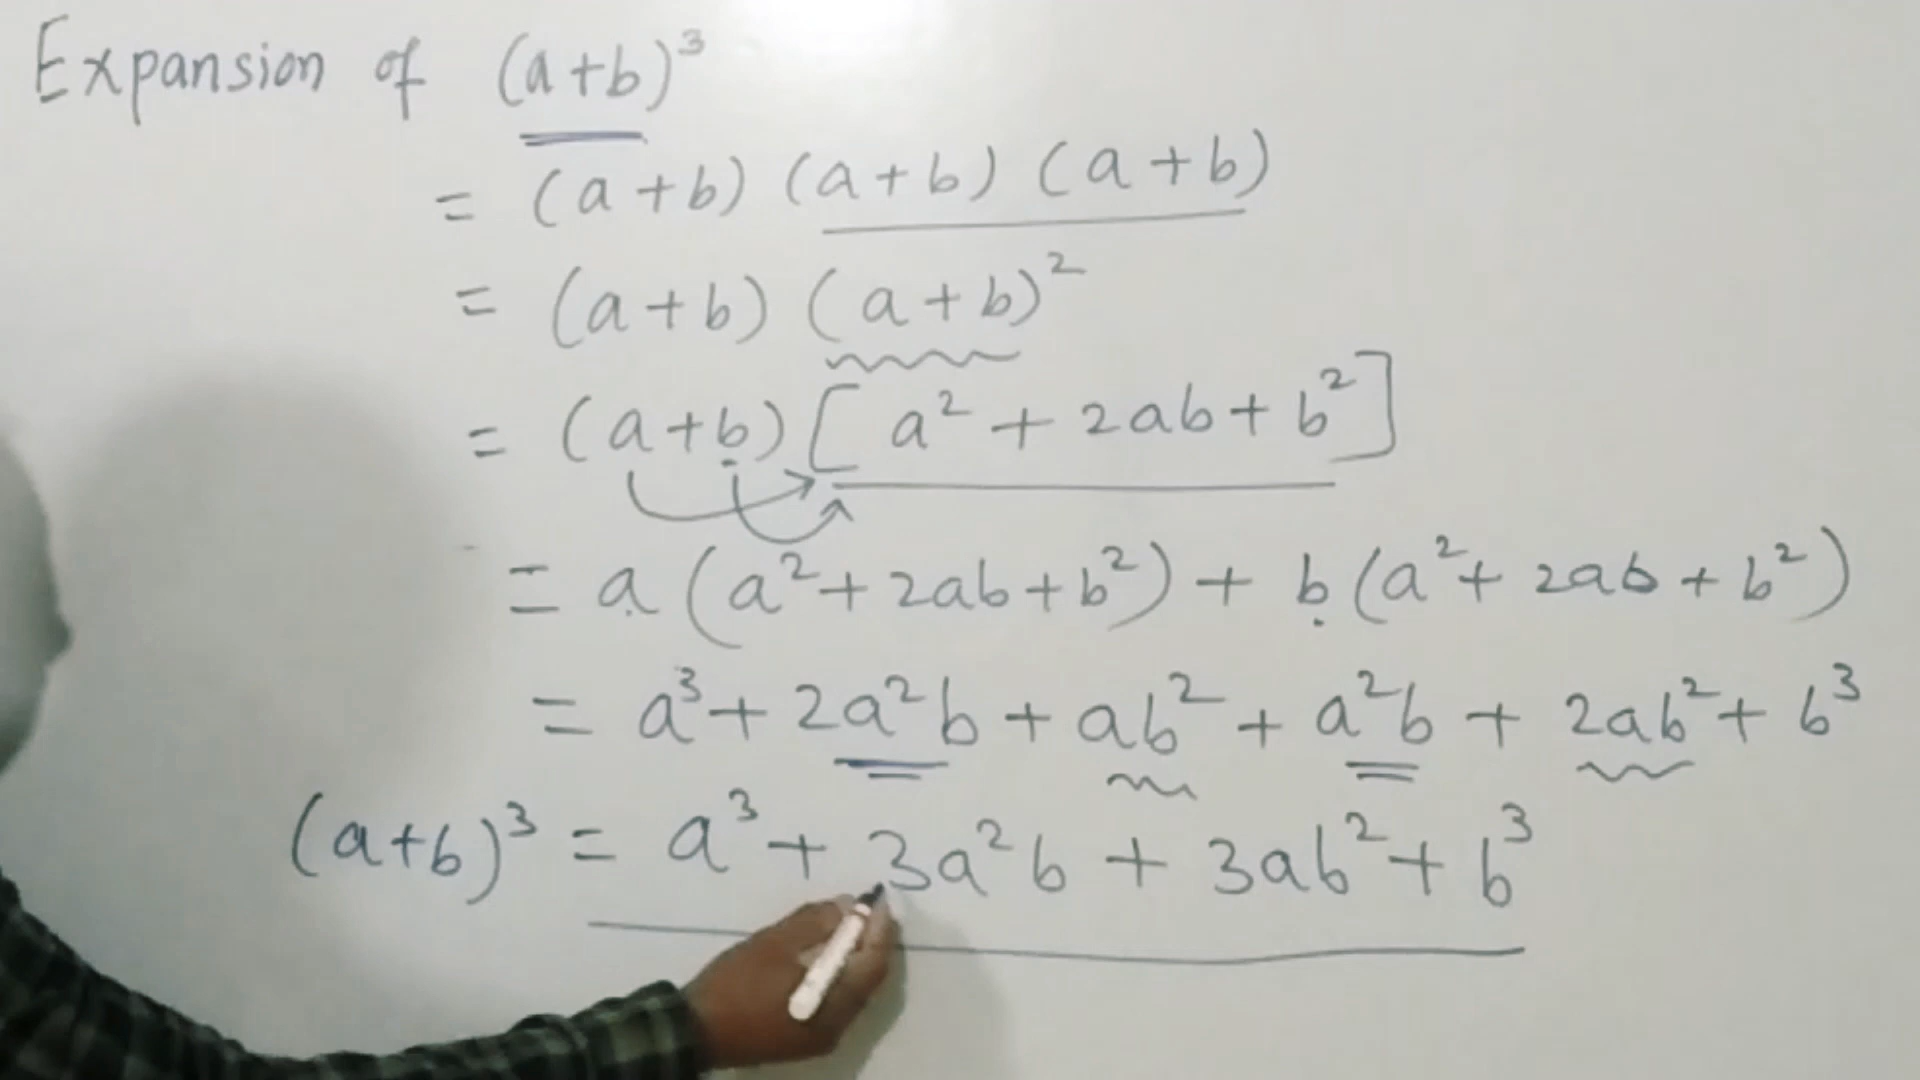 Expansion of (a+b)³
= (a+b) (a+b) (a+b)
= (a+b) (a+b)²
= (a+b) [a² + 2ab + b²]
= a (a² + 2ab + b²) + b (a² + 2ab + b²)
= a³ + 2a²b + ab² + a²b + 2ab² + b³
(a+b)³ = a³ + 3a²b + 3ab² + b³